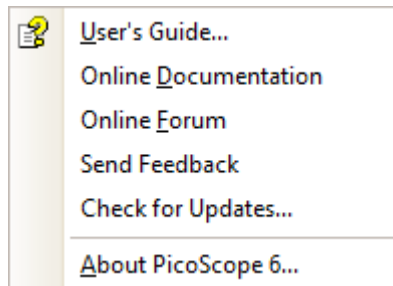 User's Guide...
Online Documentation
Online Forum
Send Feedback
Check for Updates...
About PicoScope 6...